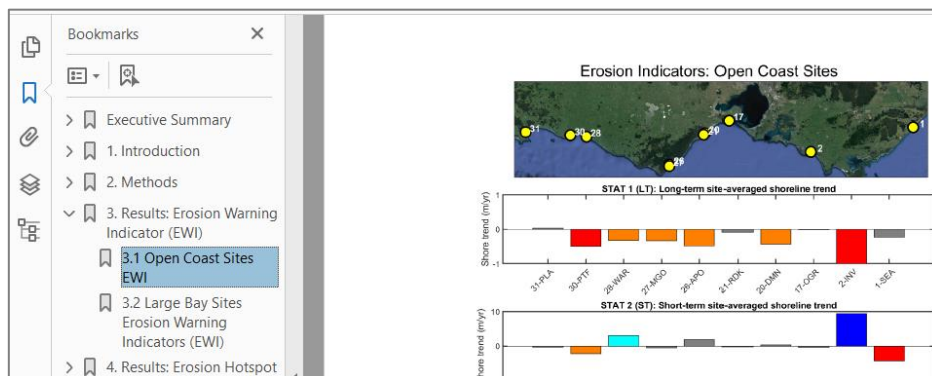 Bookmarks
Executive Summary
1. Introduction
2. Methods
3. Results: Erosion Warning
Indicator (EWI)
3.1 Open Coast Sites
EWI
3.2 Large Bay Sites
Erosion Warning
Indicators (EWI)
4. Results: Erosion Hotspot
Erosion Indicators: Open Coast Sites
31
30
28
17
2
1
STAT 1 (LT): Long-term site-averaged shoreline trend
Shore trend (m/yr)
1
0
-1
31-PLA
30-PTF
28-WAR
27-MGO
26-APO
21-RDK
20-DMN
17-OGR
2-INV
1-SEA
STAT 2 (ST): Short-term site-averaged shoreline trend
hore trend (m/yr)
10
0